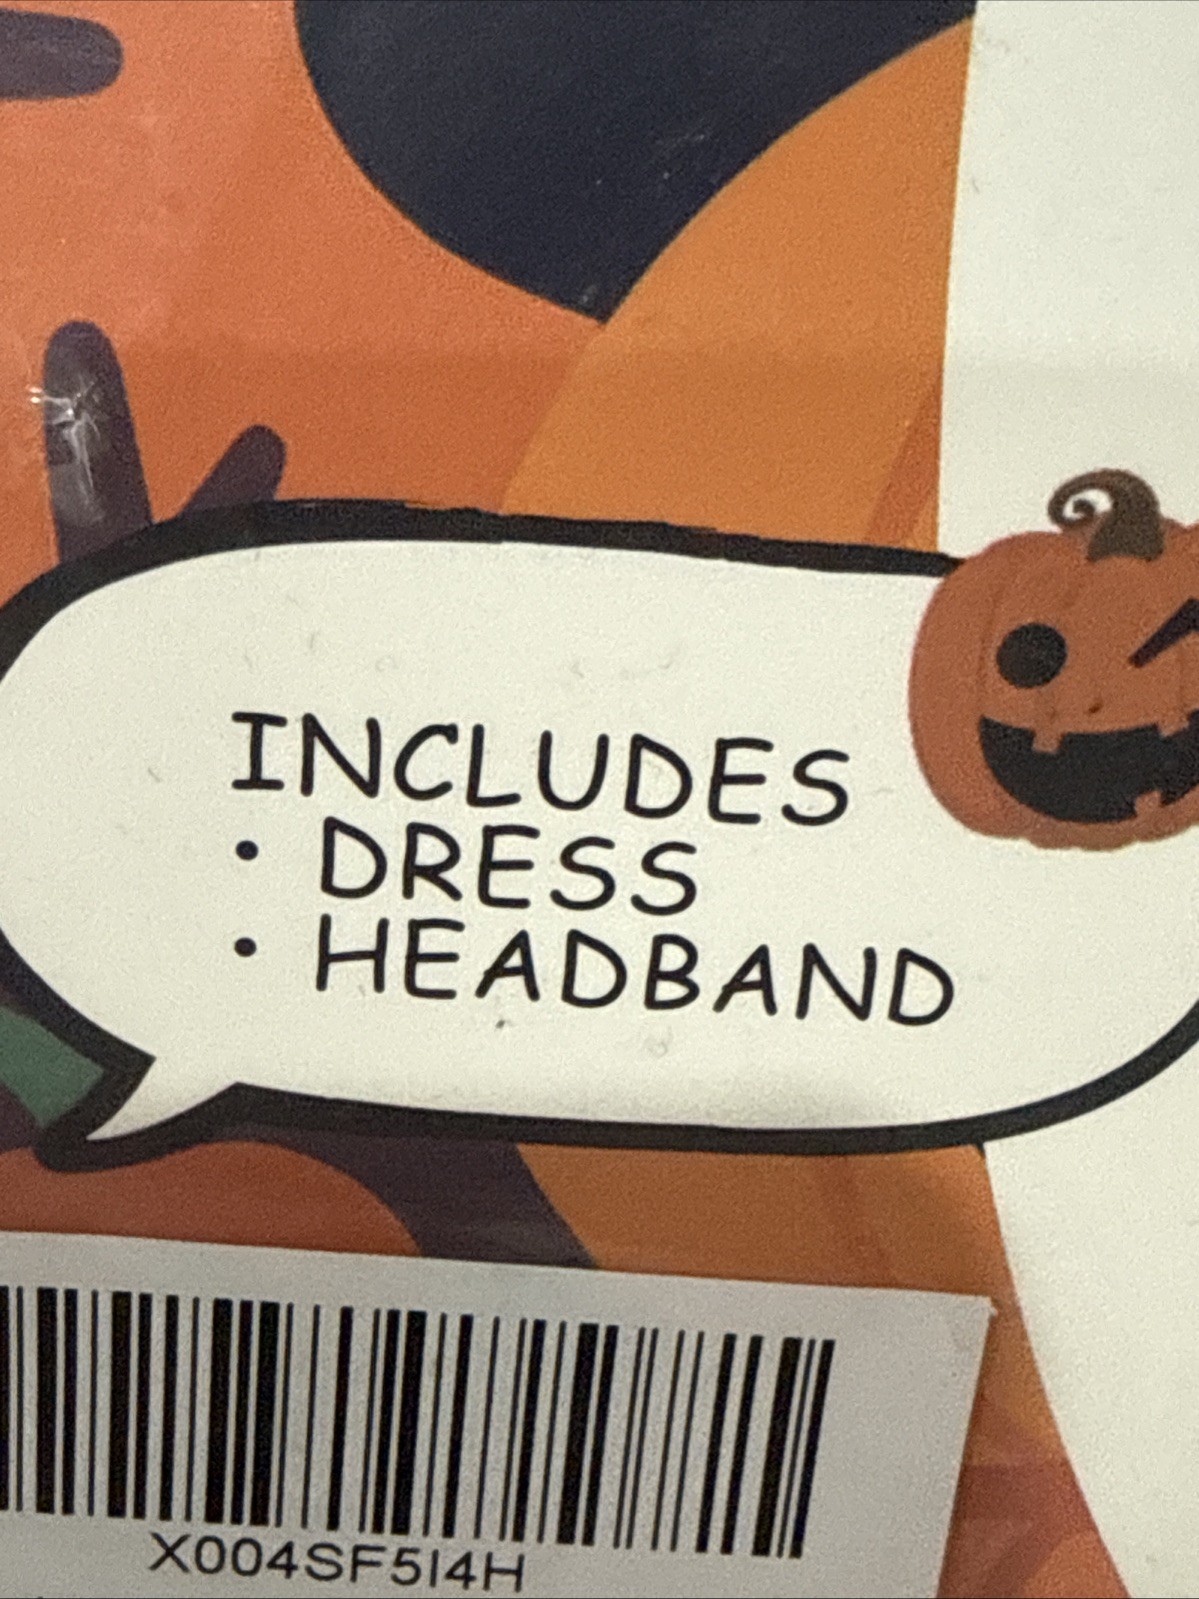 INCLUDES
• DRESS
• HEADBAND
X004SF5I4H